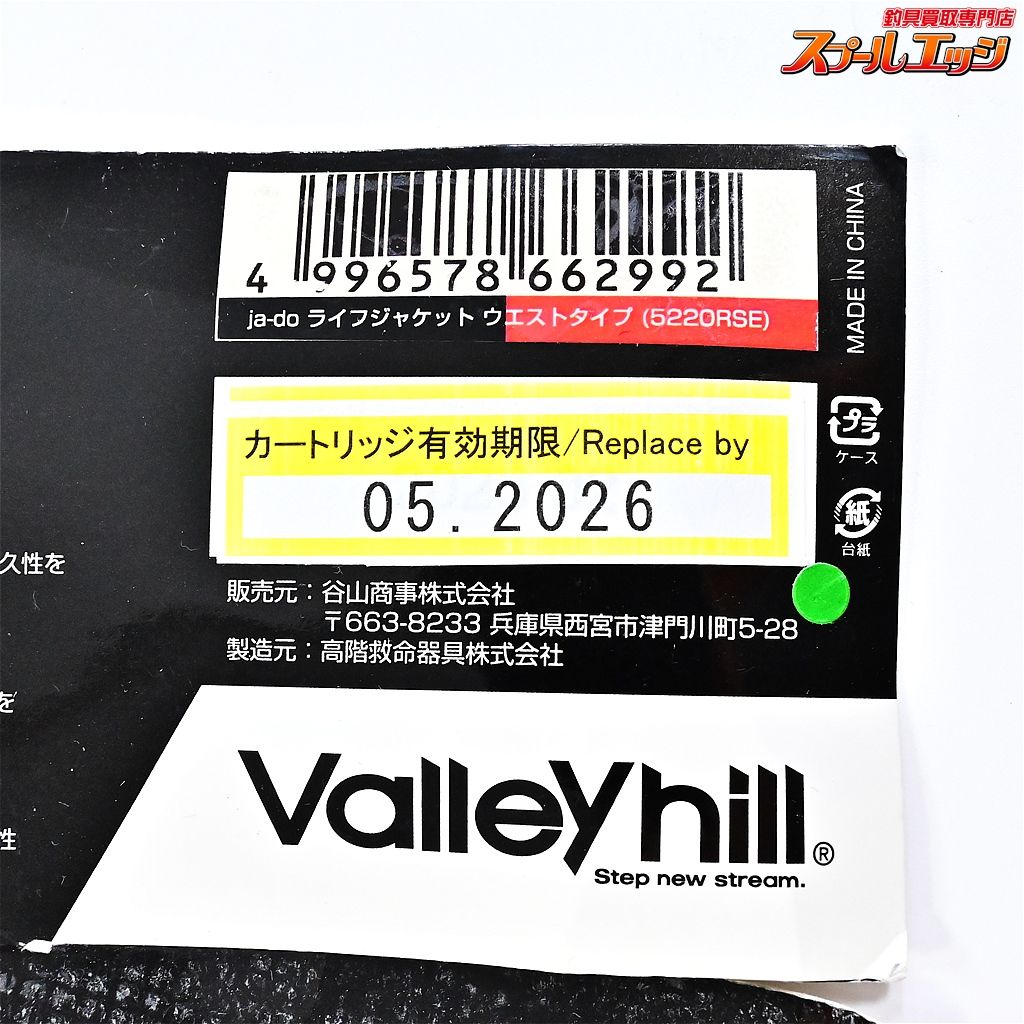 釣具買取専門店
スプールエッジ
4 996578 662992
ja-do ライフジャケット ウエストタイプ (5220RSE)
MADE IN CHINA
カートリッジ有効期限/Replace by
05. 2026
プラ
ケース
紙
台紙
久性を
販売元：谷山商事株式会社
〒663-8233 兵庫県西宮市津門川町5-28
製造元：高階救命器具株式会社
を
性
Valleyhill®
Step new stream.